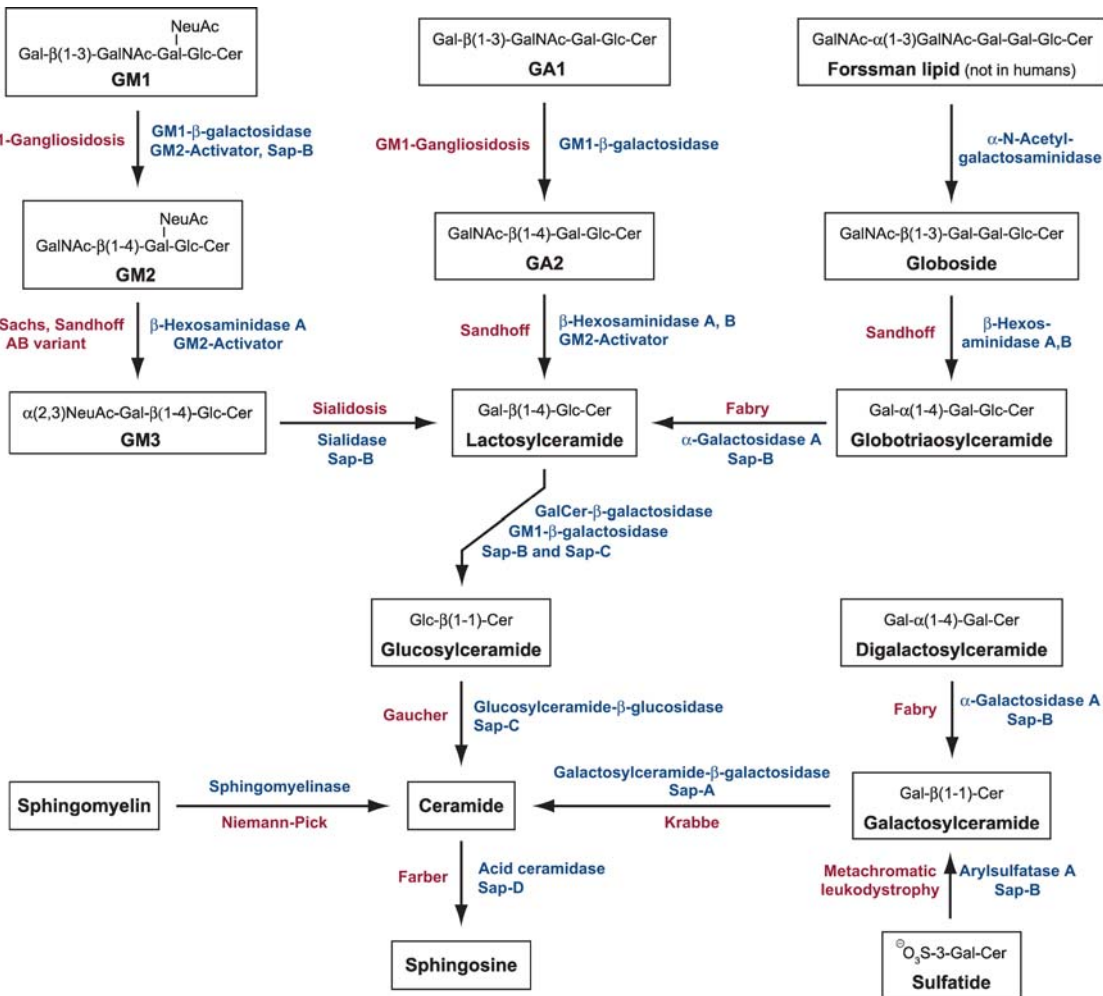 NeuAc
Gal-β(1-3)-GalNAc-Gal-Glc-Cer
GM1
Gal-β(1-3)-GalNAc-Gal-Glc-Cer
GA1
GalNAc-α(1-3)GalNAc-Gal-Gal-Glc-Cer
Forssman lipid (not in humans)
1-Gangliosidosis
GM1-β-galactosidase
GM2-Activator, Sap-B
GM1-Gangliosidosis
GM1-β-galactosidase
α-N-Acetyl-
galactosaminidase
NeuAc
GalNAc-β(1-4)-Gal-Glc-Cer
GM2
GalNAc-β(1-4)-Gal-Glc-Cer
GA2
GalNAc-β(1-3)-Gal-Gal-Glc-Cer
Globoside
Sachs, Sandhoff
AB variant
β-Hexosaminidase A
GM2-Activator
Sandhoff
β-Hexosaminidase A, B
GM2-Activator
Sandhoff
β-Hexos-
aminidase A,B
α(2,3)NeuAc-Gal-β(1-4)-Glc-Cer
GM3
Sialidosis
Sialidase
Sap-B
Gal-β(1-4)-Glc-Cer
Lactosylceramide
Fabry
α-Galactosidase A
Sap-B
Gal-α(1-4)-Gal-Glc-Cer
Globotriaosylceramide
GalCer-β-galactosidase
GM1-β-galactosidase
Sap-B and Sap-C
Glc-β(1-1)-Cer
Glucosylceramide
Gal-α(1-4)-Gal-Cer
Digalactosylceramide
Gaucher
Glucosylceramide-β-glucosidase
Sap-C
Fabry
α-Galactosidase A
Sap-B
Sphingomyelin
Sphingomyelinase
Niemann-Pick
Ceramide
Galactosylceramide-β-galactosidase
Sap-A
Krabbe
Gal-β(1-1)-Cer
Galactosylceramide
Farber
Acid ceramidase
Sap-D
Metachromatic
leukodystrophy
Arylsulfatase A
Sap-B
Sphingosine
⊖O₃S-3-Gal-Cer
Sulfatide